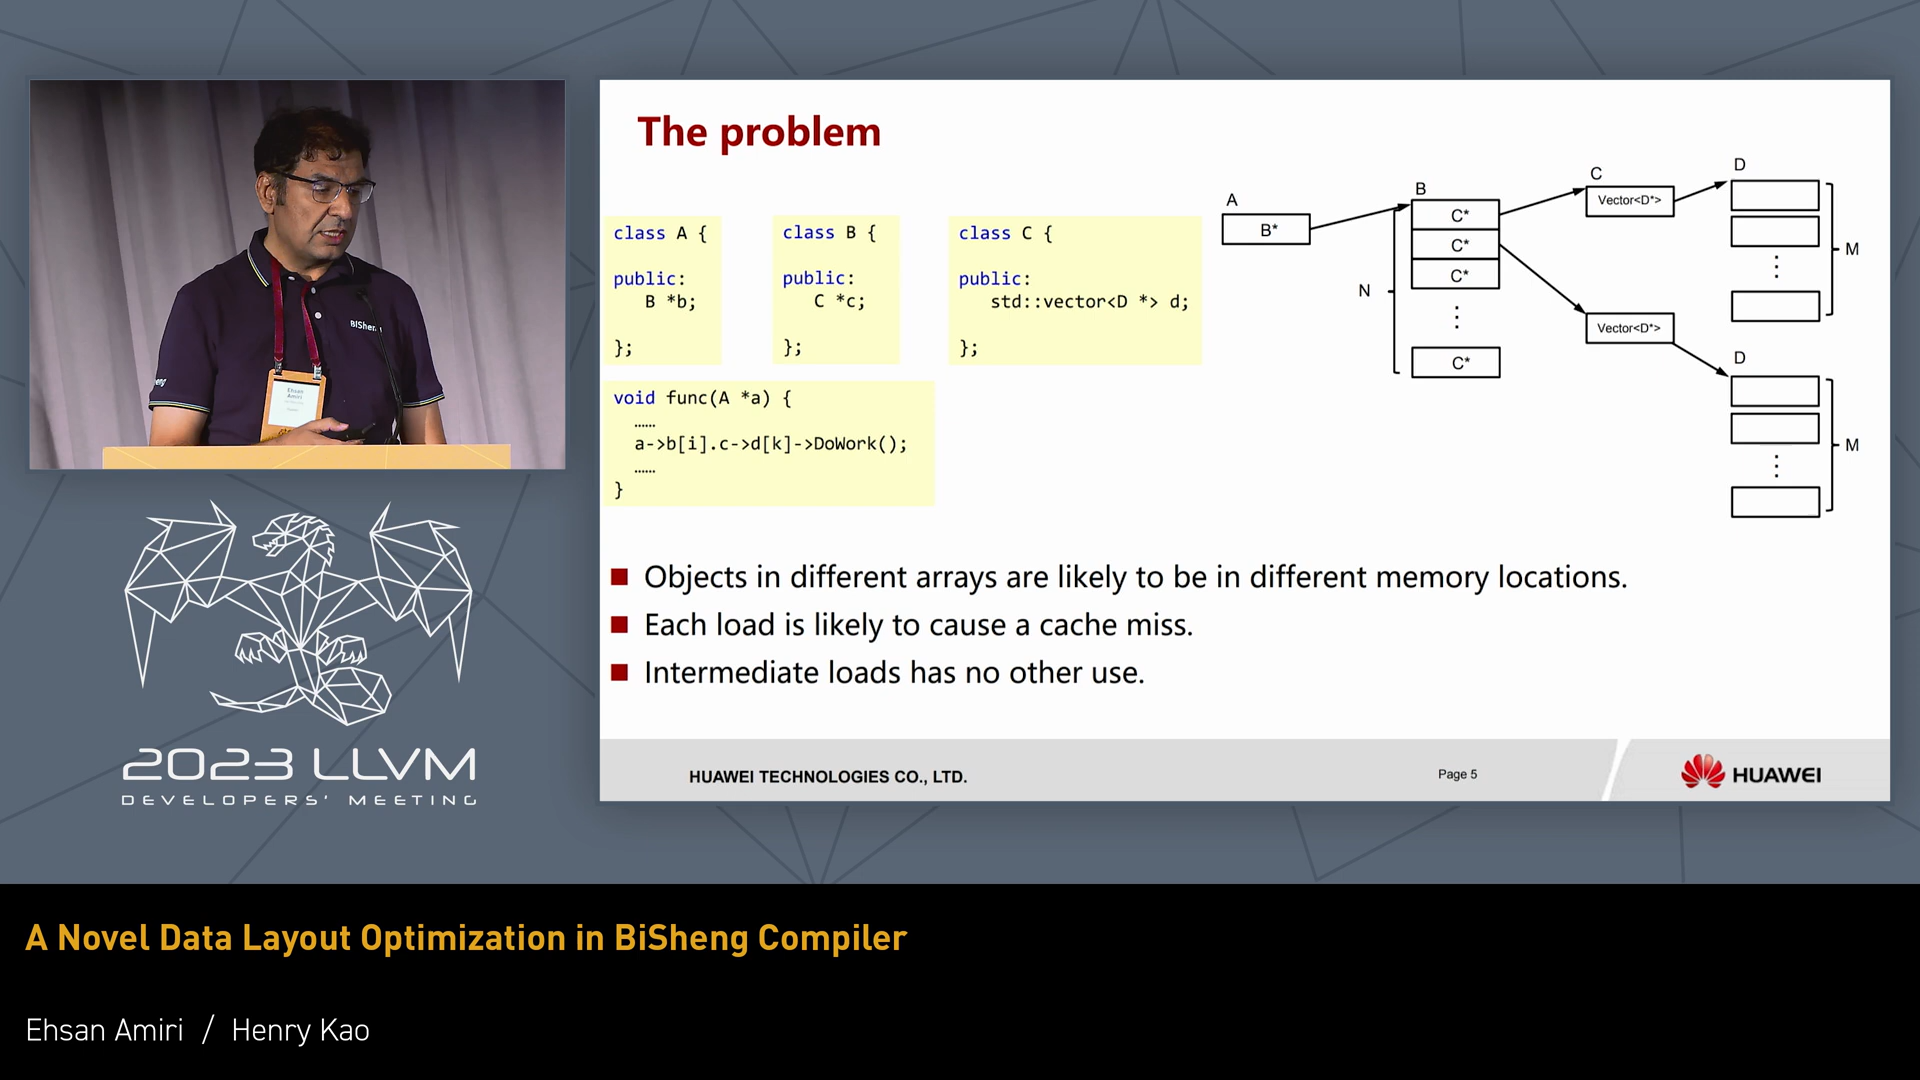 The problem
class A {
public:
B *b;
};
class B {
public:
C *c;
};
class C {
public:
std::vector<D *> d;
};
void func(A *a) {
......
a->b[i].c->d[k]->DoWork();
......
}
A
B*
B
C*
C*
C*
⋮
C*
N
C
Vector<D*>
Vector<D*>
D
⋮
M
D
⋮
M
Objects in different arrays are likely to be in different memory locations.
Each load is likely to cause a cache miss.
Intermediate loads has no other use.
HUAWEI TECHNOLOGIES CO., LTD.
Page 5
HUAWEI
BiSheng
Ehsan
Amiri
2023 LLVM
DEVELOPERS' MEETING
A Novel Data Layout Optimization in BiSheng Compiler
Ehsan Amiri / Henry Kao